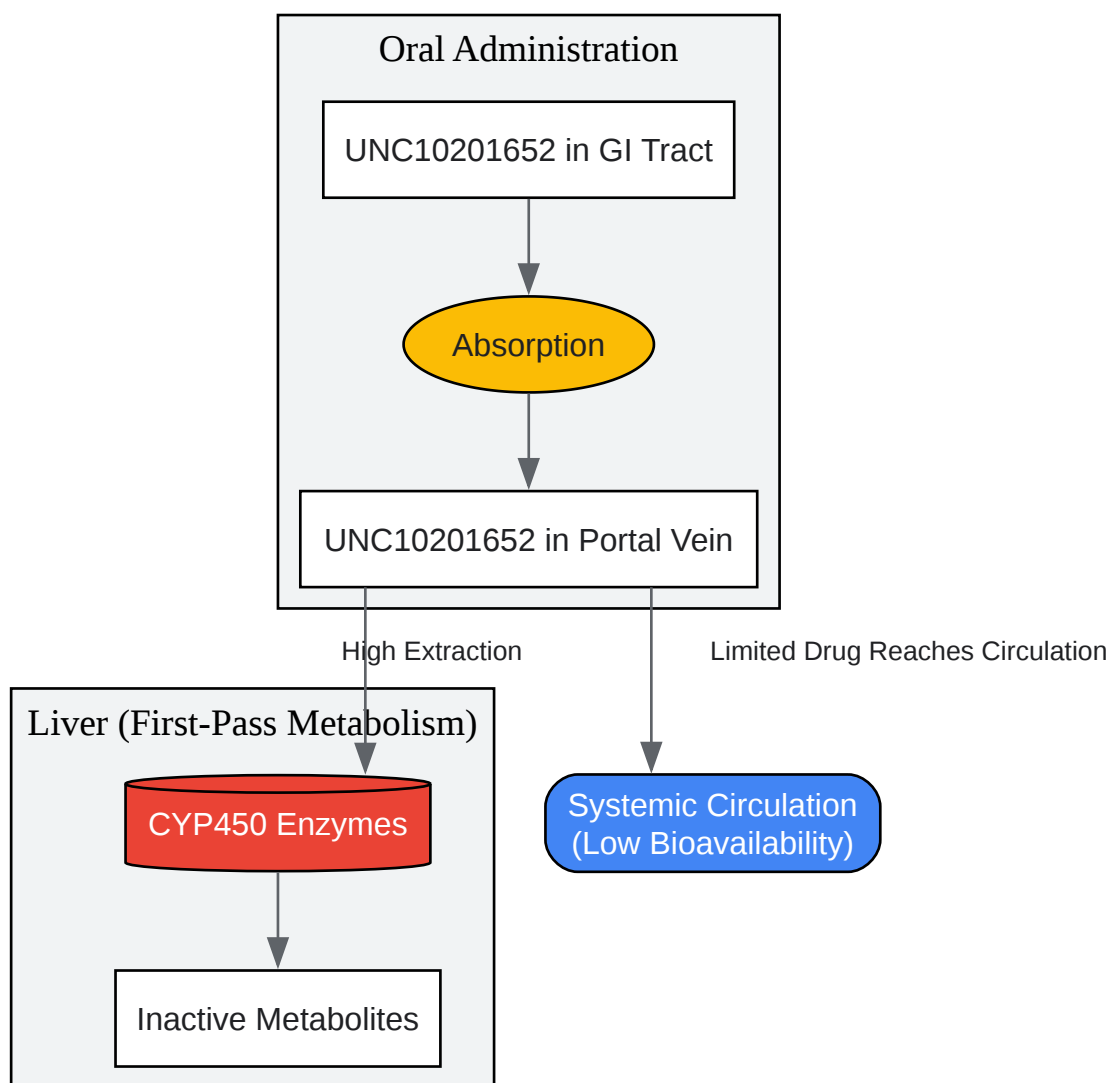 Oral Administration
UNC10201652 in GI Tract
Absorption
UNC10201652 in Portal Vein
High Extraction
Limited Drug Reaches Circulation
Liver (First-Pass Metabolism)
CYP450 Enzymes
Systemic Circulation
(Low Bioavailability)
Inactive Metabolites